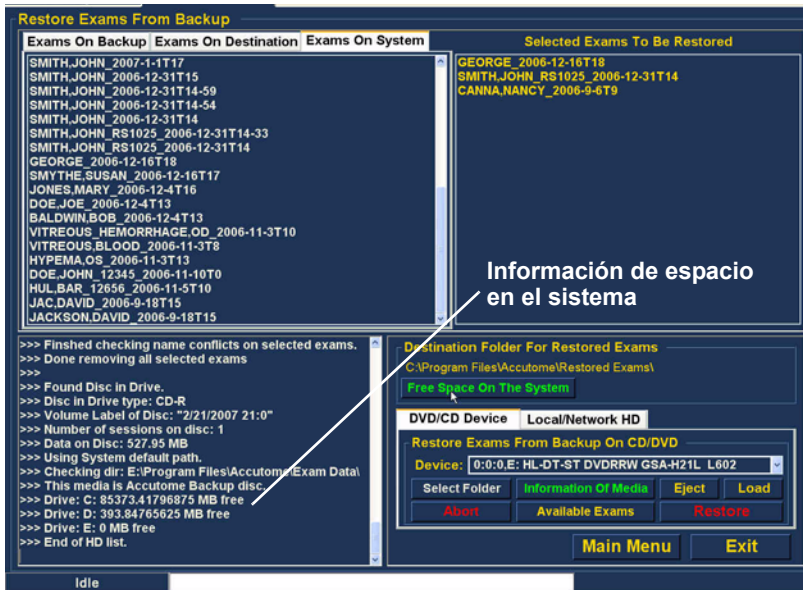 Restore Exams From Backup
Exams On Backup Exams On Destination Exams On System
SMITH,JOHN_2007-1-1T17
SMITH,JOHN_2006-12-31T15
SMITH,JOHN_2006-12-31T14-59
SMITH,JOHN_2006-12-31T14-54
SMITH,JOHN_2006-12-31T14
SMITH,JOHN_RS1025_2006-12-31T14-33
SMITH,JOHN_RS1025_2006-12-31T14
GEORGE_2006-12-16T18
SMYTHE,SUSAN_2006-12-16T17
JONES,MARY_2006-12-4T16
DOE,JOE_2006-12-4T13
BALDWIN,BOB_2006-12-4T13
VITREOUS_HEMORRHAGE,OD_2006-11-3T10
VITREOUS,BLOOD_2006-11-3T8
HYPEMA,OS_2006-11-3T13
DOE,JOHN_12345_2006-11-10T0
HUL,BAR_12656_2006-11-5T10
JAC,DAVID_2006-9-18T15
JACKSON,DAVID_2006-9-18T15
Selected Exams To Be Restored
GEORGE_2006-12-16T18
SMITH,JOHN_RS1025_2006-12-31T14
CANNA,NANCY_2006-9-6T9
Información de espacio
en el sistema
>>> Finshed checking name conflicts on selected exams.
>>> Done removing all selected exams
>>>
>>> Found Disc in Drive.
>>> Disc in Drive type: CD-R
>>> Volume Label of Disc: "2/21/2007 21:0"
>>> Number of sessions on disc: 1
>>> Data on Disc: 527.95 MB
>>> Using System default path.
>>> Checking dir: E:\Program Files\Accutome\Exam Data\
>>> This media is Accutome Backup disc.
>>> Drive: C: 85373.41796875 MB free
>>> Drive: D: 393.84765625 MB free
>>> Drive: E: 0 MB free
>>> End of HD list.
Destination Folder For Restored Exams
C:\Program Files\Accutome\Restored Exams\
Free Space On The System
DVD/CD Device Local/Network HD
Restore Exams From Backup On CD/DVD
Device: 0:0:0,E: HL-DT-ST DVDRRW GSA-H21L L602
Select Folder Information Of Media Eject Load
Abort Available Exams Restore
Main Menu Exit
Idle